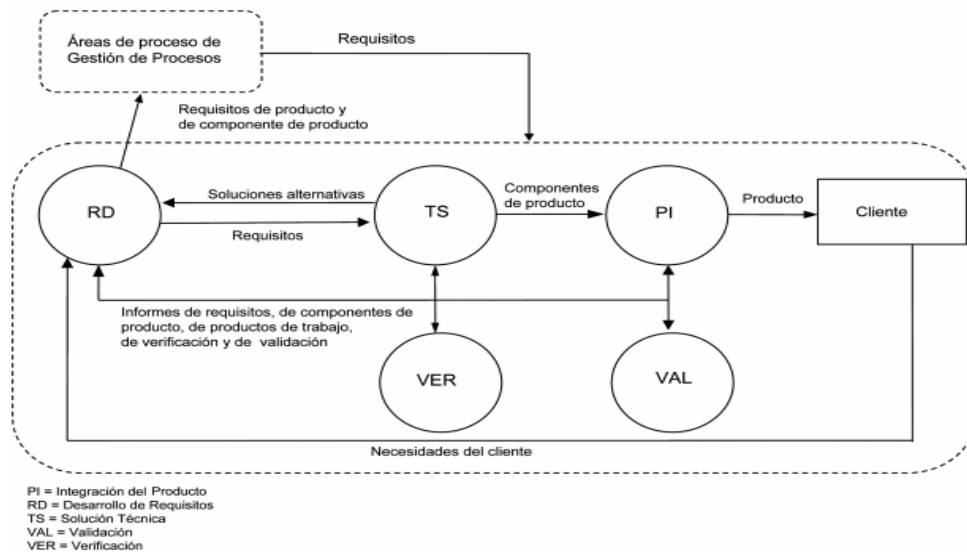 Áreas de proceso de
Gestión de Procesos
Requisitos
Requisitos de producto y
de componente de producto
RD
Soluciones alternativas
Requisitos
TS
Componentes
de producto
PI
Producto
Cliente
Informes de requisitos, de componentes de
producto, de productos de trabajo,
de verificación y de validación
VER
VAL
Necesidades del cliente
PI = Integración del Producto
RD = Desarrollo de Requisitos
TS = Solución Técnica
VAL = Validación
VER = Verificación